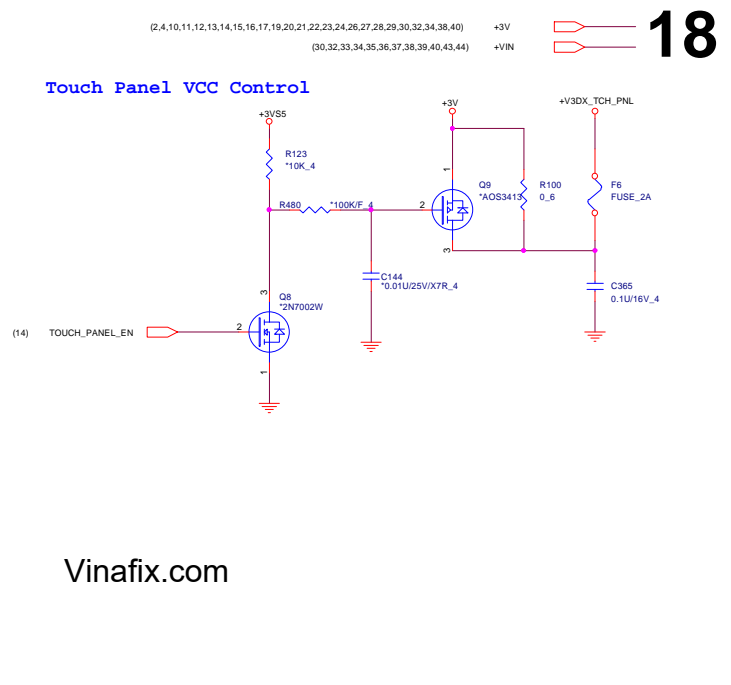 (2,4,10,11,12,13,14,15,16,17,19,20,21,22,23,24,26,27,28,29,30,32,34,38,40) +3V
18
(30,32,33,34,35,36,37,38,39,40,43,44) +VIN
Touch Panel VCC Control
+3VS5
+3V
+V3DX_TCH_PNL
R123
*10K_4
1
Q9
*AOS3413
R100
0_6
F6
FUSE_2A
R480
*100K/F_4
2
3
C144
*0.01U/25V/X7R_4
C365
0.1U/16V_4
3
Q8
*2N7002W
(14) TOUCH_PANEL_EN
2
1
Vinafix.com